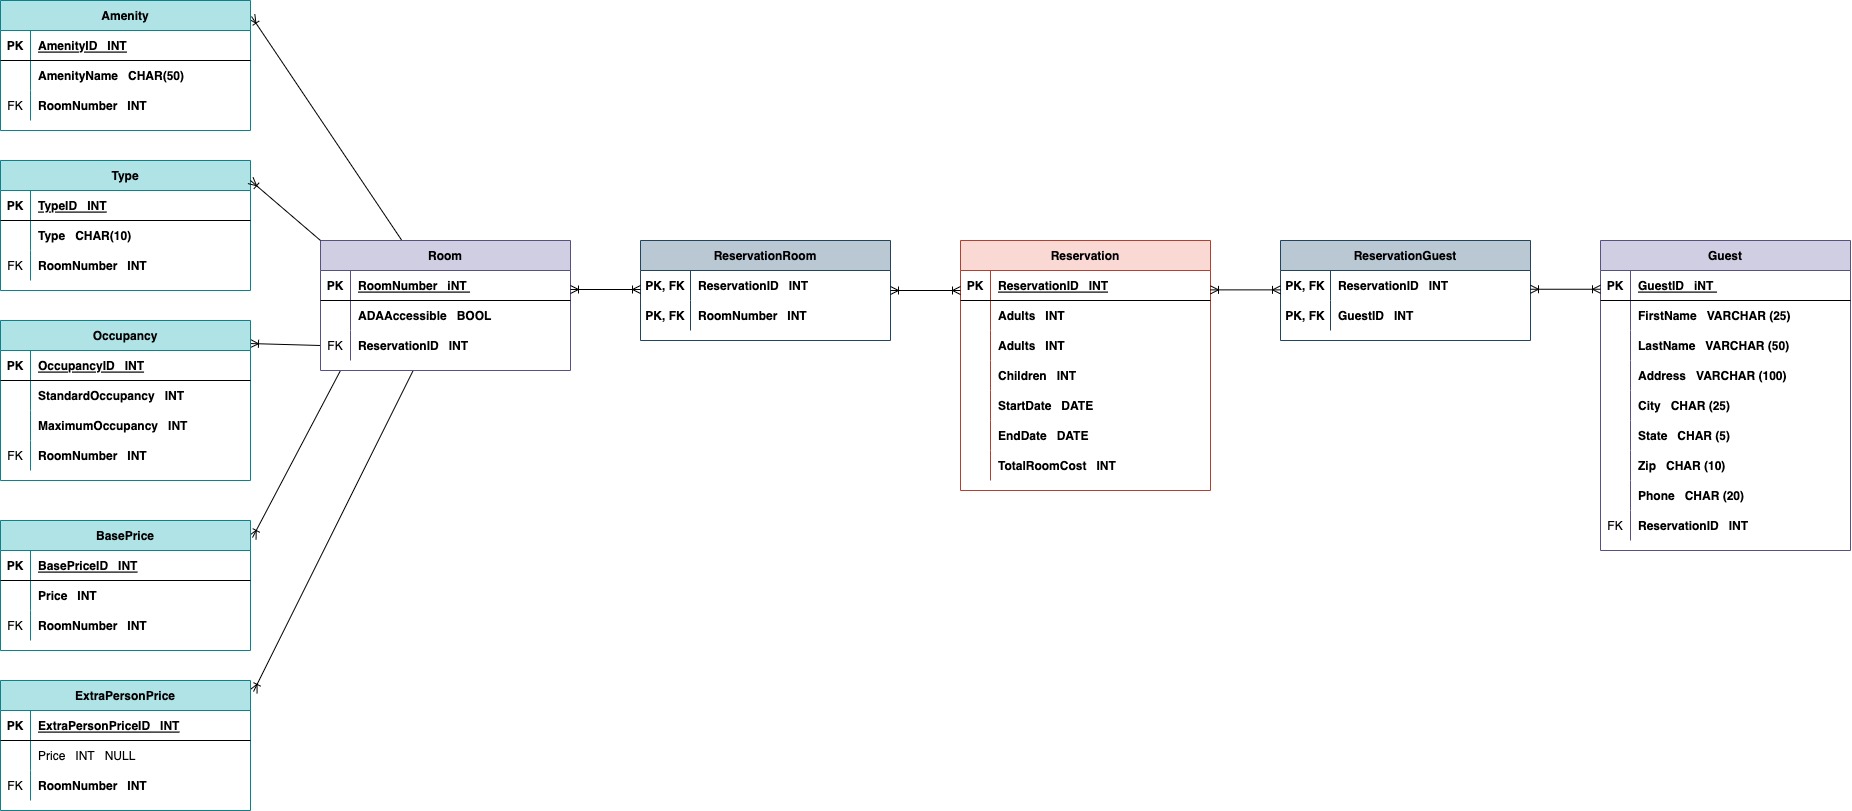 Amenity
PK AmenityID INT
AmenityName CHAR(50)
FK RoomNumber INT
Type
PK TypeID INT
Type CHAR(10)
FK RoomNumber INT
Occupancy
PK OccupancyID INT
StandardOccupancy INT
MaximumOccupancy INT
FK RoomNumber INT
BasePrice
PK BasePriceID INT
Price INT
FK RoomNumber INT
ExtraPersonPrice
PK ExtraPersonPriceID INT
Price INT NULL
FK RoomNumber INT
Room
PK RoomNumber iNT
ADAAccessible BOOL
FK ReservationID INT
ReservationRoom
PK, FK ReservationID INT
PK, FK RoomNumber INT
Reservation
PK ReservationID INT
Adults INT
Adults INT
Children INT
StartDate DATE
EndDate DATE
TotalRoomCost INT
ReservationGuest
PK, FK ReservationID INT
PK, FK GuestID INT
Guest
PK GuestID iNT
FirstName VARCHAR (25)
LastName VARCHAR (50)
Address VARCHAR (100)
City CHAR (25)
State CHAR (5)
Zip CHAR (10)
Phone CHAR (20)
FK ReservationID INT